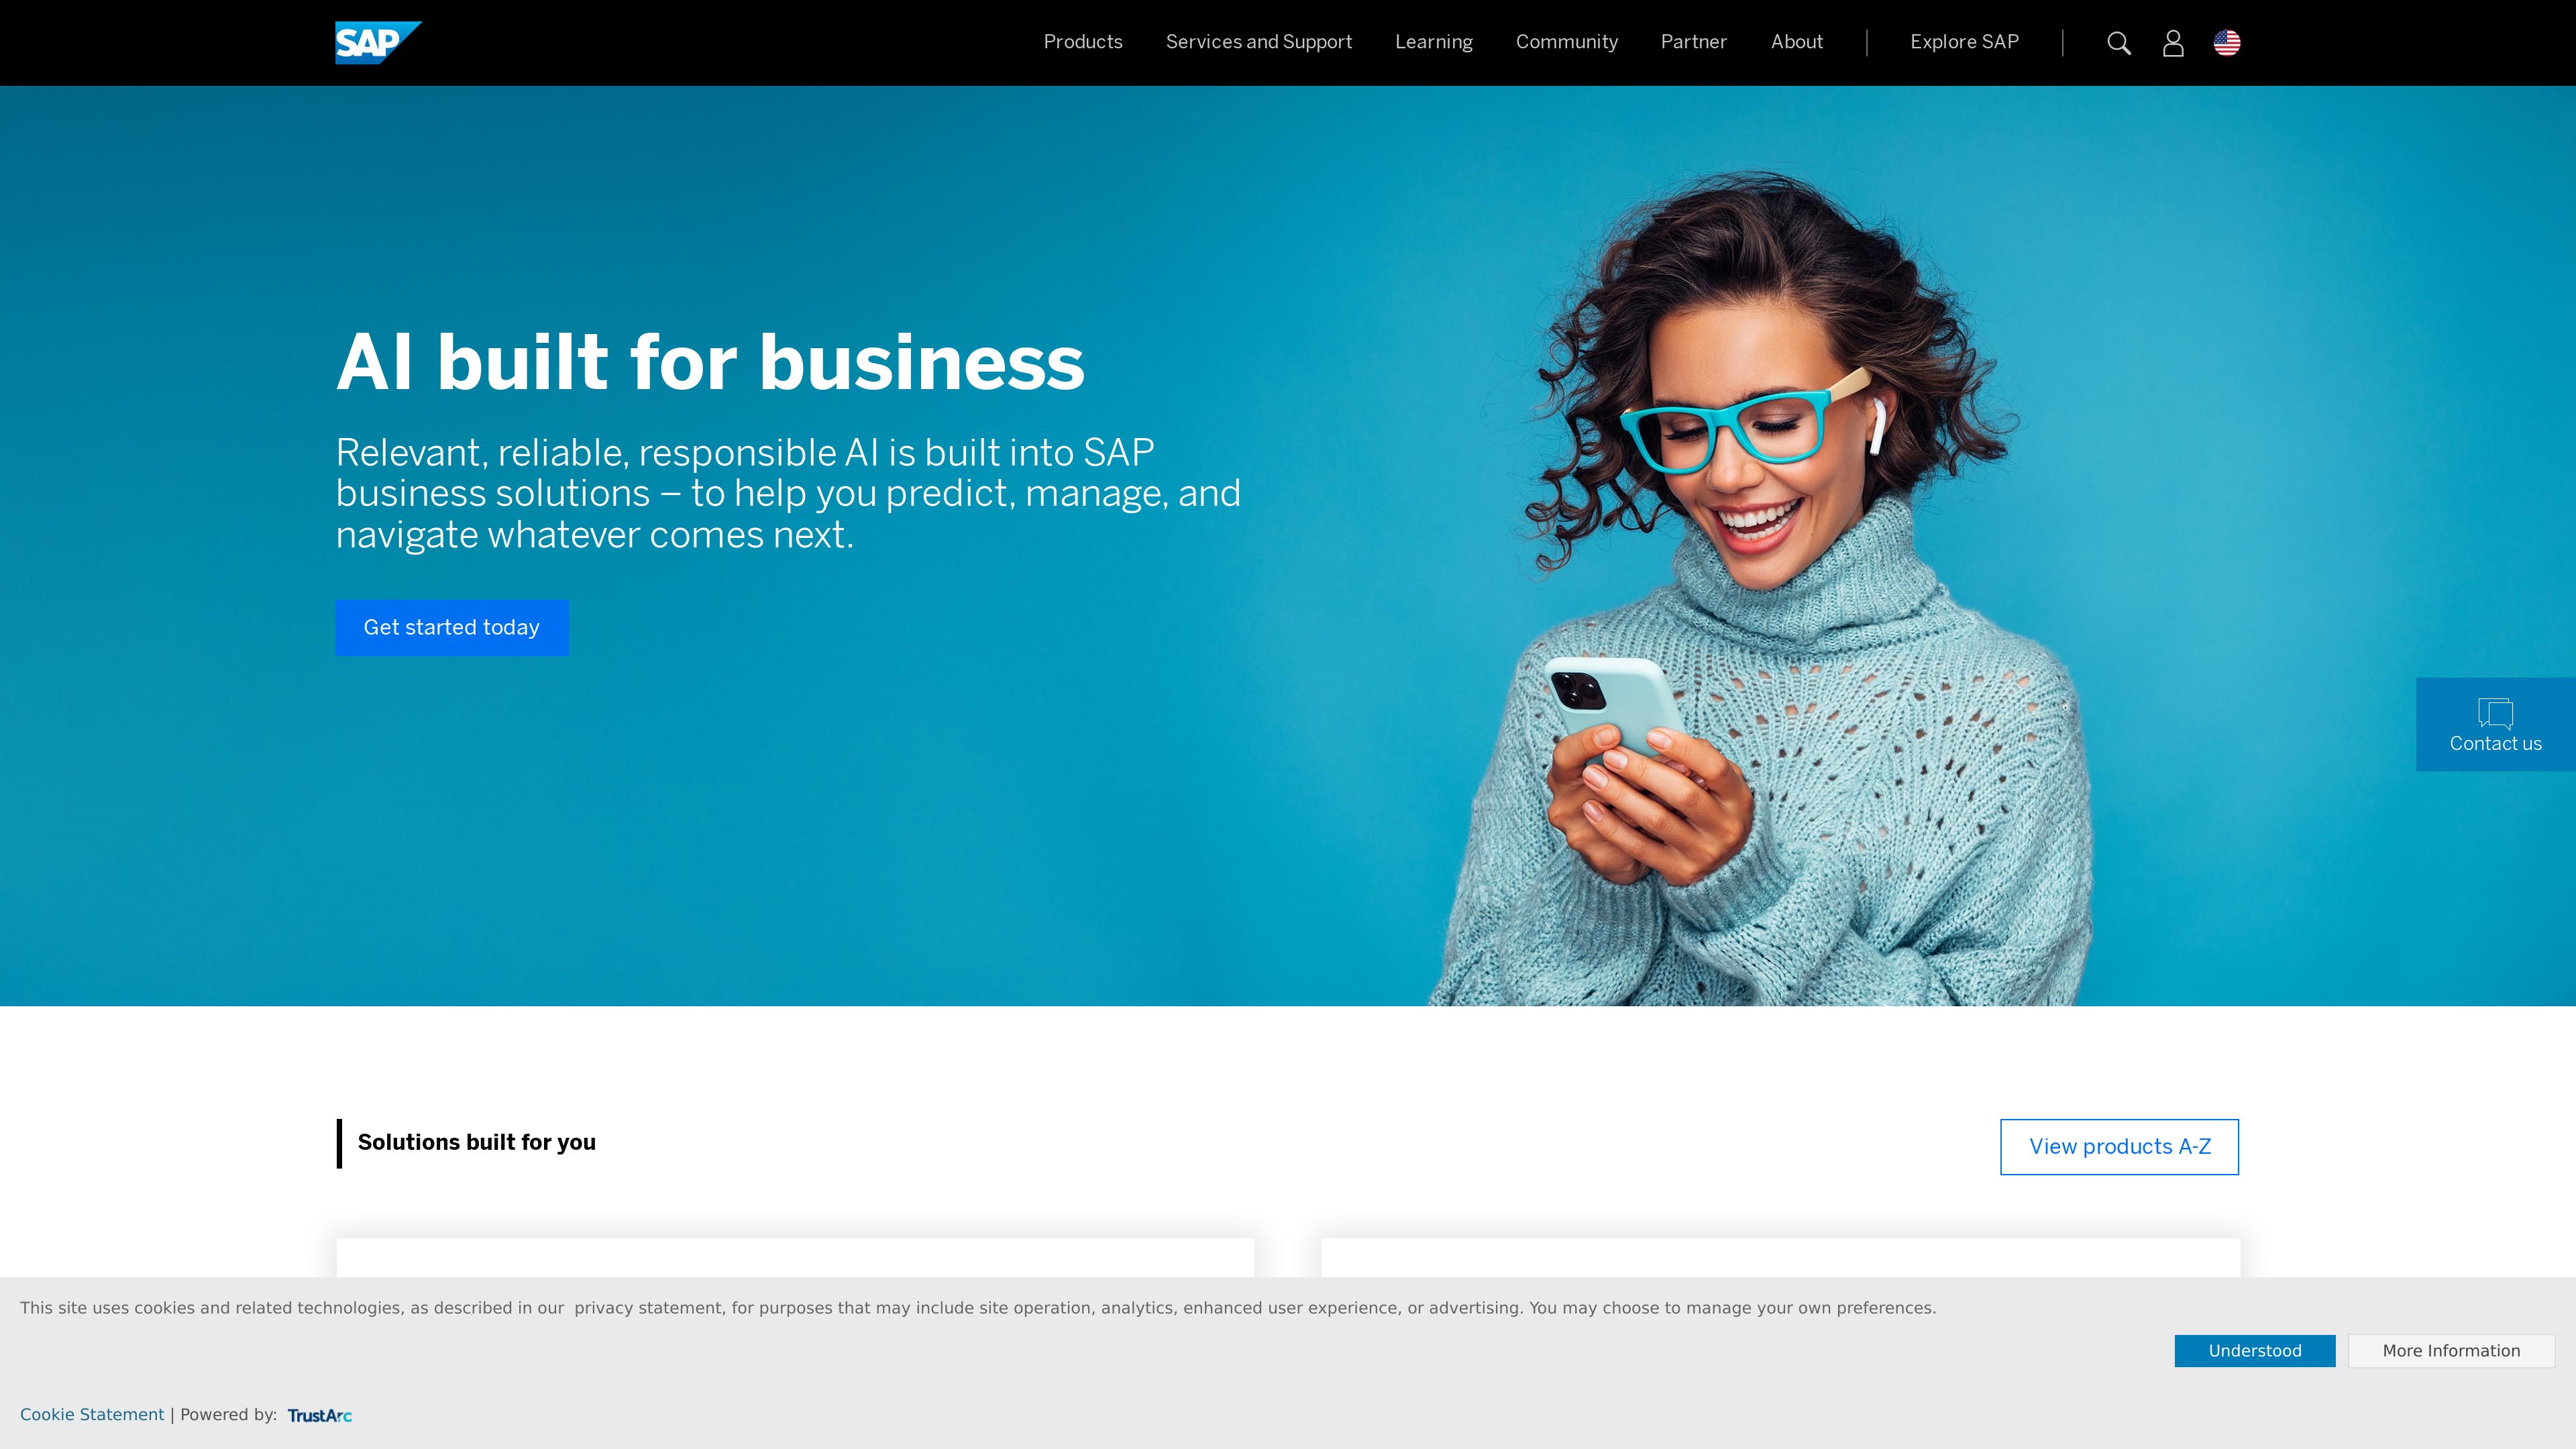 SAP
Products
Services and Support
Learning
Community
Partner
About
Explore SAP
AI built for business
Relevant, reliable, responsible AI is built into SAP
business solutions – to help you predict, manage, and
navigate whatever comes next.
Get started today
Contact us
Solutions built for you
View products A-Z
This site uses cookies and related technologies, as described in our  privacy statement, for purposes that may include site operation, analytics, enhanced user experience, or advertising. You may choose to manage your own preferences.
Understood
More Information
Cookie Statement | Powered by: TrustArc